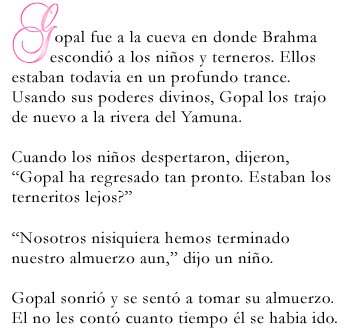 Gopal fue a la cueva en donde Brahma
escondió a los niños y terneros. Ellos
estaban todavia en un profundo trance.
Usando sus poderes divinos, Gopal los trajo
de nuevo a la rivera del Yamuna.

Cuando los niños despertaron, dijeron,
“Gopal ha regresado tan pronto. Estaban los
terneritos lejos?”

“Nosotros nisiquiera hemos terminado
nuestro almuerzo aun,” dijo un niño.

Gopal sonrió y se sentó a tomar su almuerzo.
El no les contó cuanto tiempo él se habia ido.